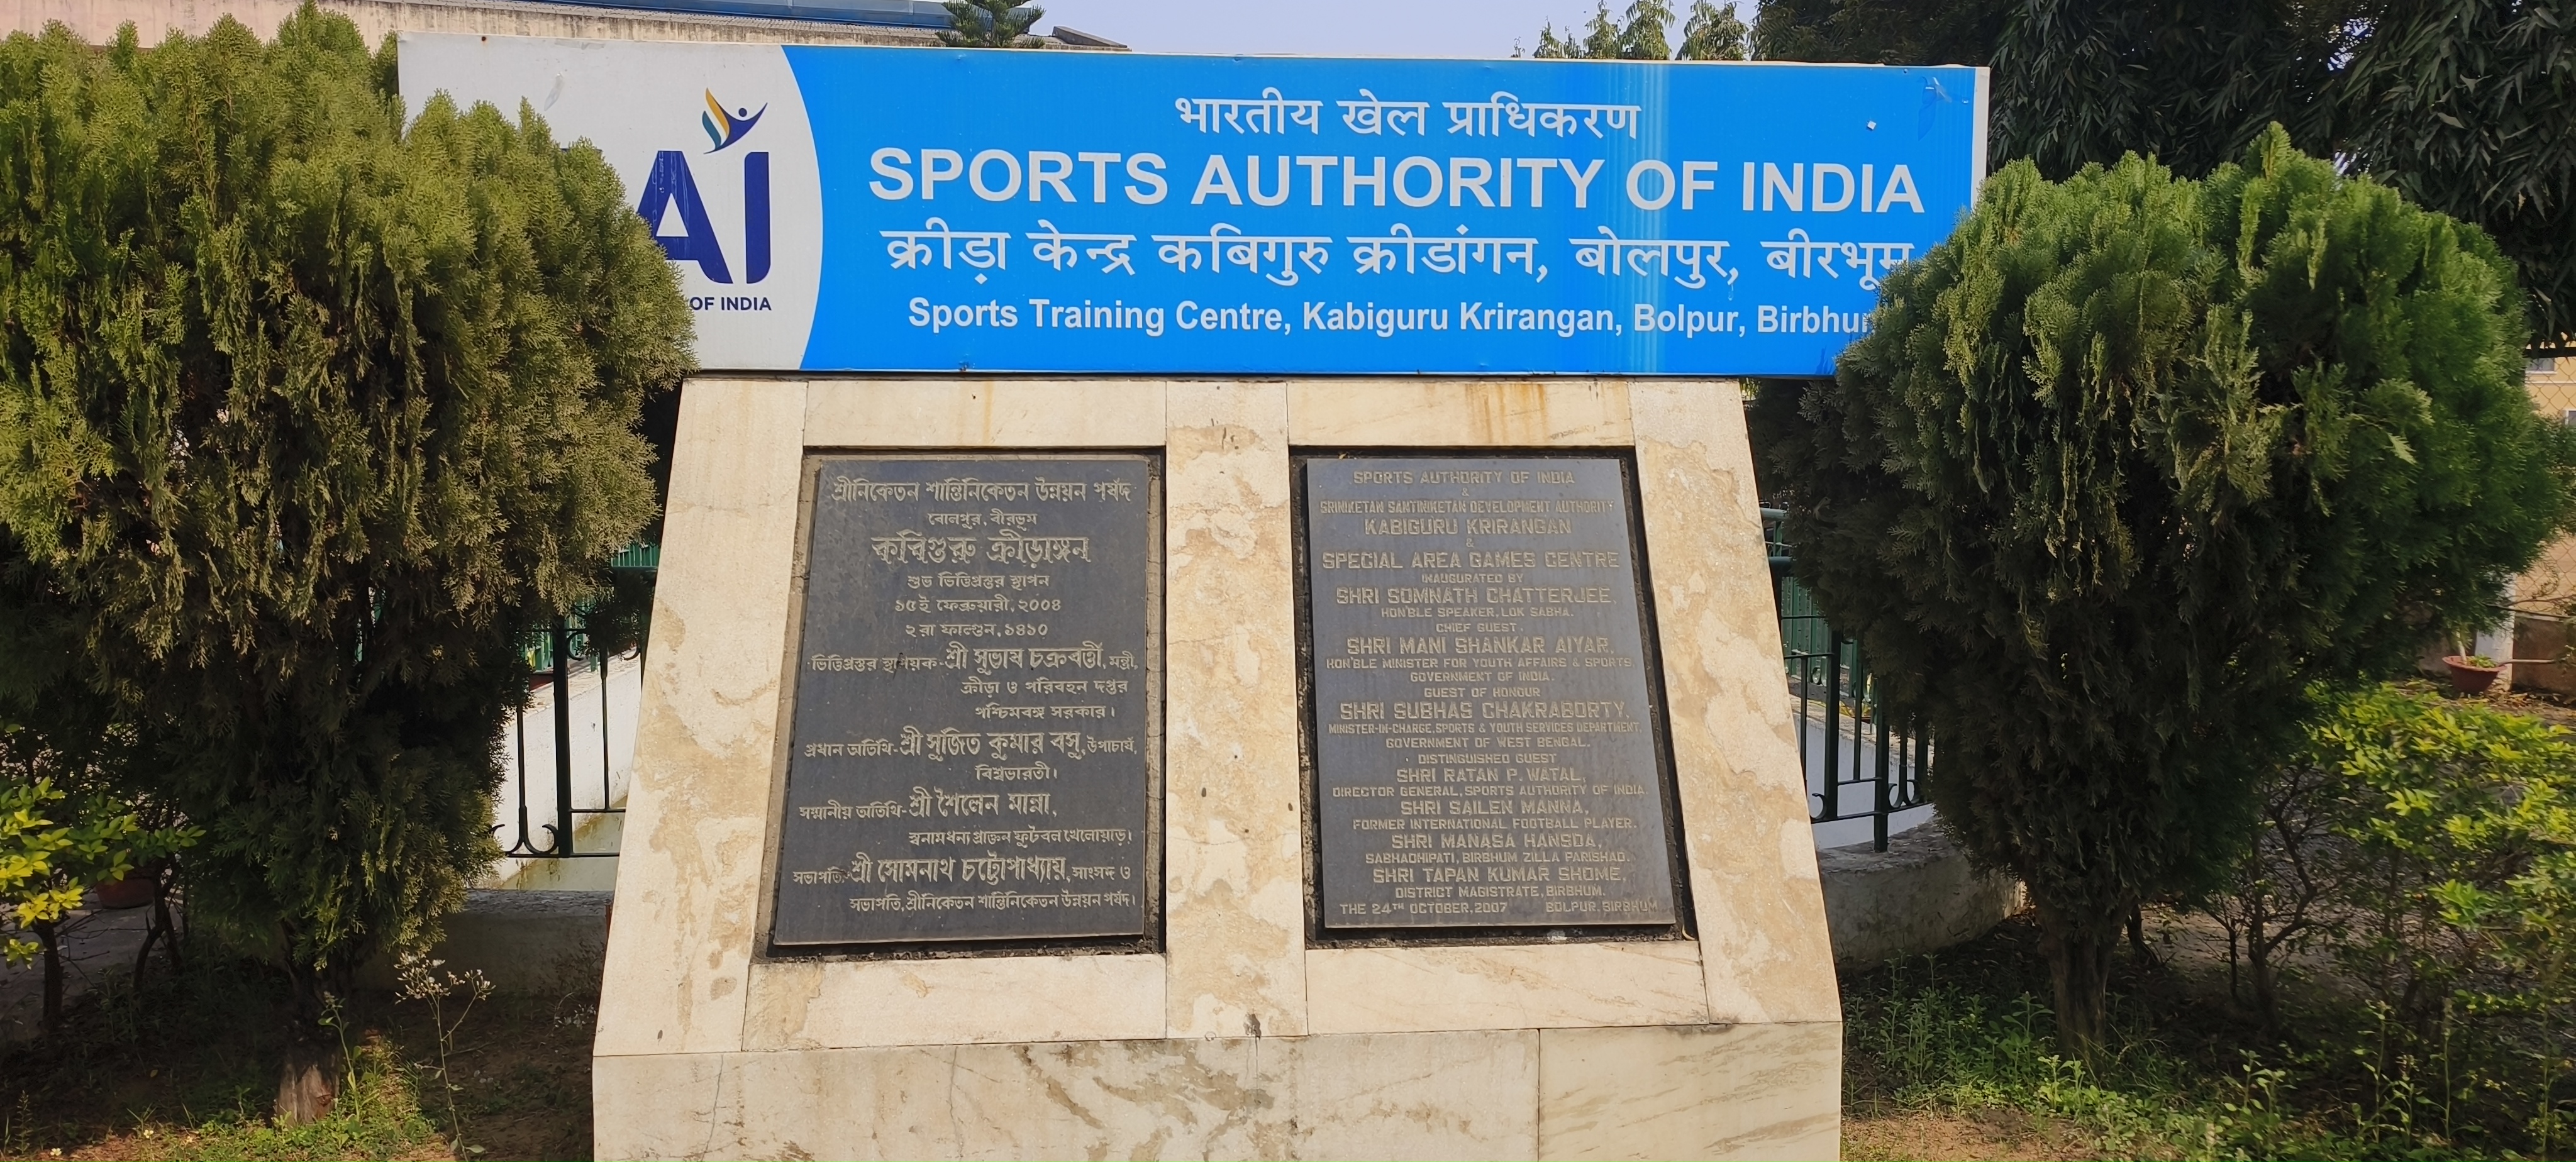 AI
OF INDIA
भारतीय खेल प्राधिकरण
SPORTS AUTHORITY OF INDIA
क्रीड़ा केन्द्र कबिगुरु क्रीडांगन, बोलपुर, बीरभूम
Sports Training Centre, Kabiguru Krirangan, Bolpur, Birbhum
শ্রীনিকেতন শান্তিনিকেতন উন্নয়ন পর্ষদ
বোলপুর, বীরভূম
কবিগুরু ক্রীড়াঙ্গন
শুভ ভিত্তিপ্রস্তর স্থাপন
১৫ই ফেব্রুয়ারী, ২০০৪
২রা ফাল্গুন, ১৪১০
ভিত্তিপ্রস্তর স্থাপক-শ্রী সুভাষ চক্রবর্ত্তী, মন্ত্রী,
ক্রীড়া ও পরিবহন দপ্তর
পশ্চিমবঙ্গ সরকার।
প্রধান অতিথি-শ্রী সুজিত কুমার বসু, উপাচার্য,
বিশ্বভারতী।
সম্মানীয় অতিথি-শ্রী শৈলেন মান্না,
স্বনামধন্য প্রাক্তন ফুটবল খেলোয়াড়।
সভাপতি-শ্রী সোমনাথ চট্টোপাধ্যায়, সাংসদ ও
সভাপতি, শ্রীনিকেতন শান্তিনিকেতন উন্নয়ন পর্ষদ।
SPORTS AUTHORITY OF INDIA
&
SRINIKETAN SANTINIKETAN DEVELOPMENT AUTHORITY
KABIGURU KRIRANGAN
&
SPECIAL AREA GAMES CENTRE
INAUGURATED BY
SHRI SOMNATH CHATTERJEE,
HON'BLE SPEAKER, LOK SABHA.
CHIEF GUEST.
SHRI MANI SHANKAR AIYAR,
HON'BLE MINISTER FOR YOUTH AFFAIRS & SPORTS
GOVERNMENT OF INDIA.
GUEST OF HONOUR
SHRI SUBHAS CHAKRABORTY,
MINISTER-IN-CHARGE, SPORTS & YOUTH SERVICES DEPARTMENT,
GOVERNMENT OF WEST BENGAL.
DISTINGUISHED GUEST
SHRI RATAN P. WATAL,
DIRECTOR GENERAL, SPORTS AUTHORITY OF INDIA.
SHRI SAILEN MANNA,
FORMER INTERNATIONAL FOOTBALL PLAYER.
SHRI MANASA HANSDA,
SABHADHIPATI, BIRBHUM ZILLA PARISHAD.
SHRI TAPAN KUMAR SHOME,
DISTRICT MAGISTRATE, BIRBHUM.
THE 24TH OCTOBER, 2007 BOLPUR, BIRBHUM